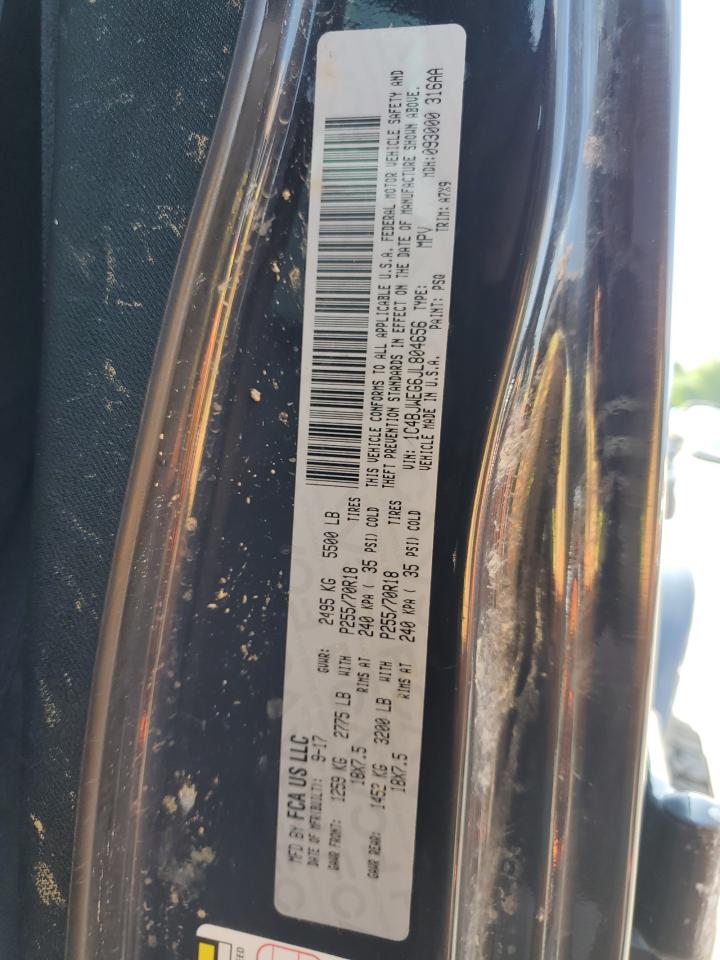 MFD BY FCA US LLC
DATE OF MFR(BUILT): 9-17 GVWR: 2495 KG 5500 LB
GAWR FRONT: 1259 KG 2775 LB WITH P255/70R18 TIRES
18X7.5 RIMS AT 240 KPA ( 35 PSI) COLD
GAWR REAR: 1452 KG 3200 LB WITH P255/70R18 TIRES
18X7.5 RIMS AT 240 KPA ( 35 PSI) COLD
THIS VEHICLE CONFORMS TO ALL APPLICABLE U.S.A. FEDERAL MOTOR VEHICLE SAFETY AND
THEFT PREVENTION STANDARDS IN EFFECT ON THE DATE OF MANUFACTURE SHOWN ABOVE.
VIN: 1C4BJWEG6JL804656 TYPE: MPV MDH:093000 316AA
VEHICLE MADE IN U.S.A. PAINT: PSQ TRIM: A7X9